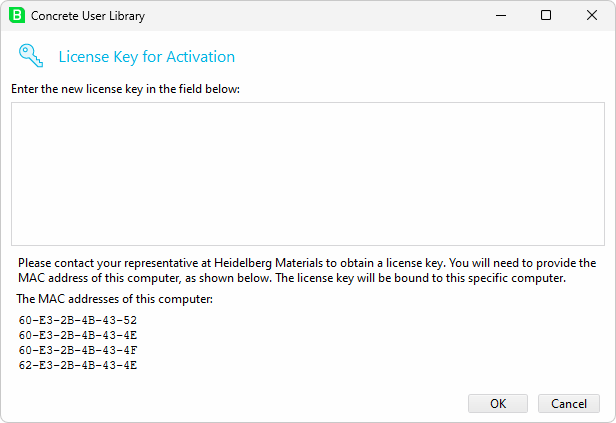 B Concrete User Library
License Key for Activation
Enter the new license key in the field below:
Please contact your representative at Heidelberg Materials to obtain a license key. You will need to provide the
MAC address of this computer, as shown below. The license key will be bound to this specific computer.
The MAC addresses of this computer:
60-E3-2B-4B-43-52
60-E3-2B-4B-43-4E
60-E3-2B-4B-43-4F
62-E3-2B-4B-43-4E
OK Cancel